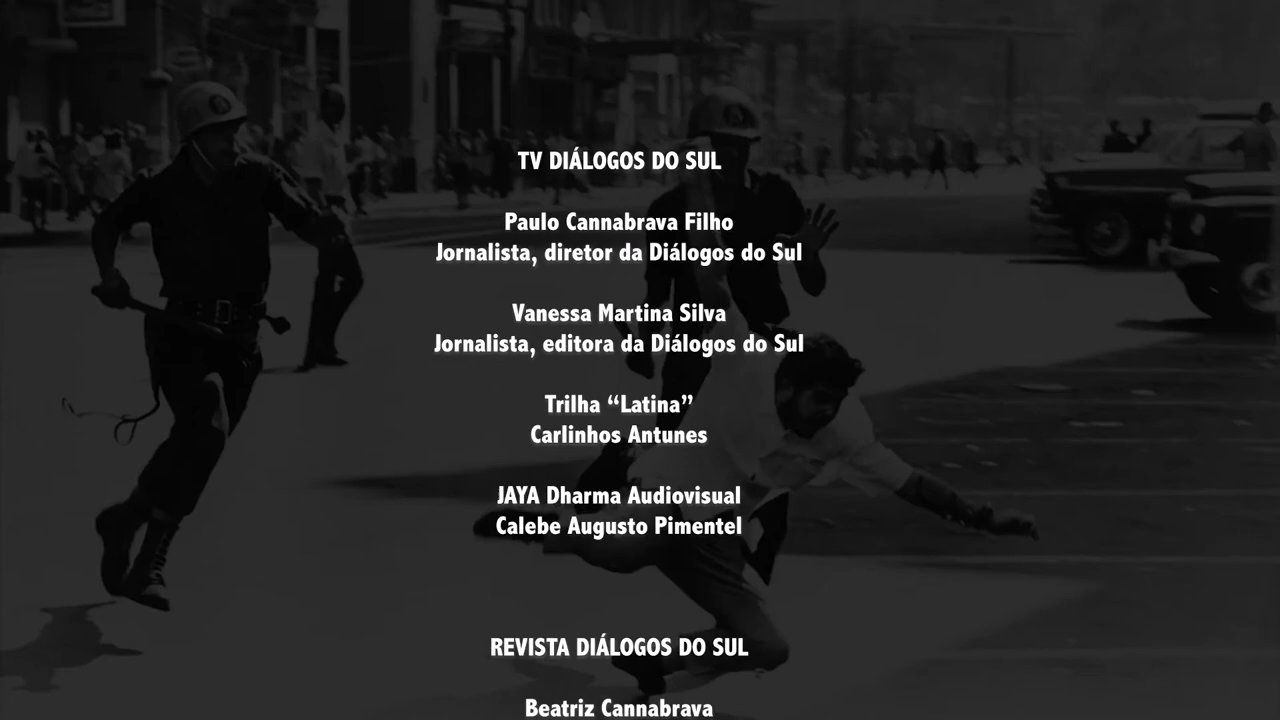 TV DIÁLOGOS DO SUL
Paulo Cannabrava Filho
Jornalista, diretor da Diálogos do Sul
Vanessa Martina Silva
Jornalista, editora da Diálogos do Sul
Trilha “Latina”
Carlinhos Antunes
JAYA Dharma Audiovisual
Calebe Augusto Pimentel
REVISTA DIÁLOGOS DO SUL
Beatriz Cannabrava